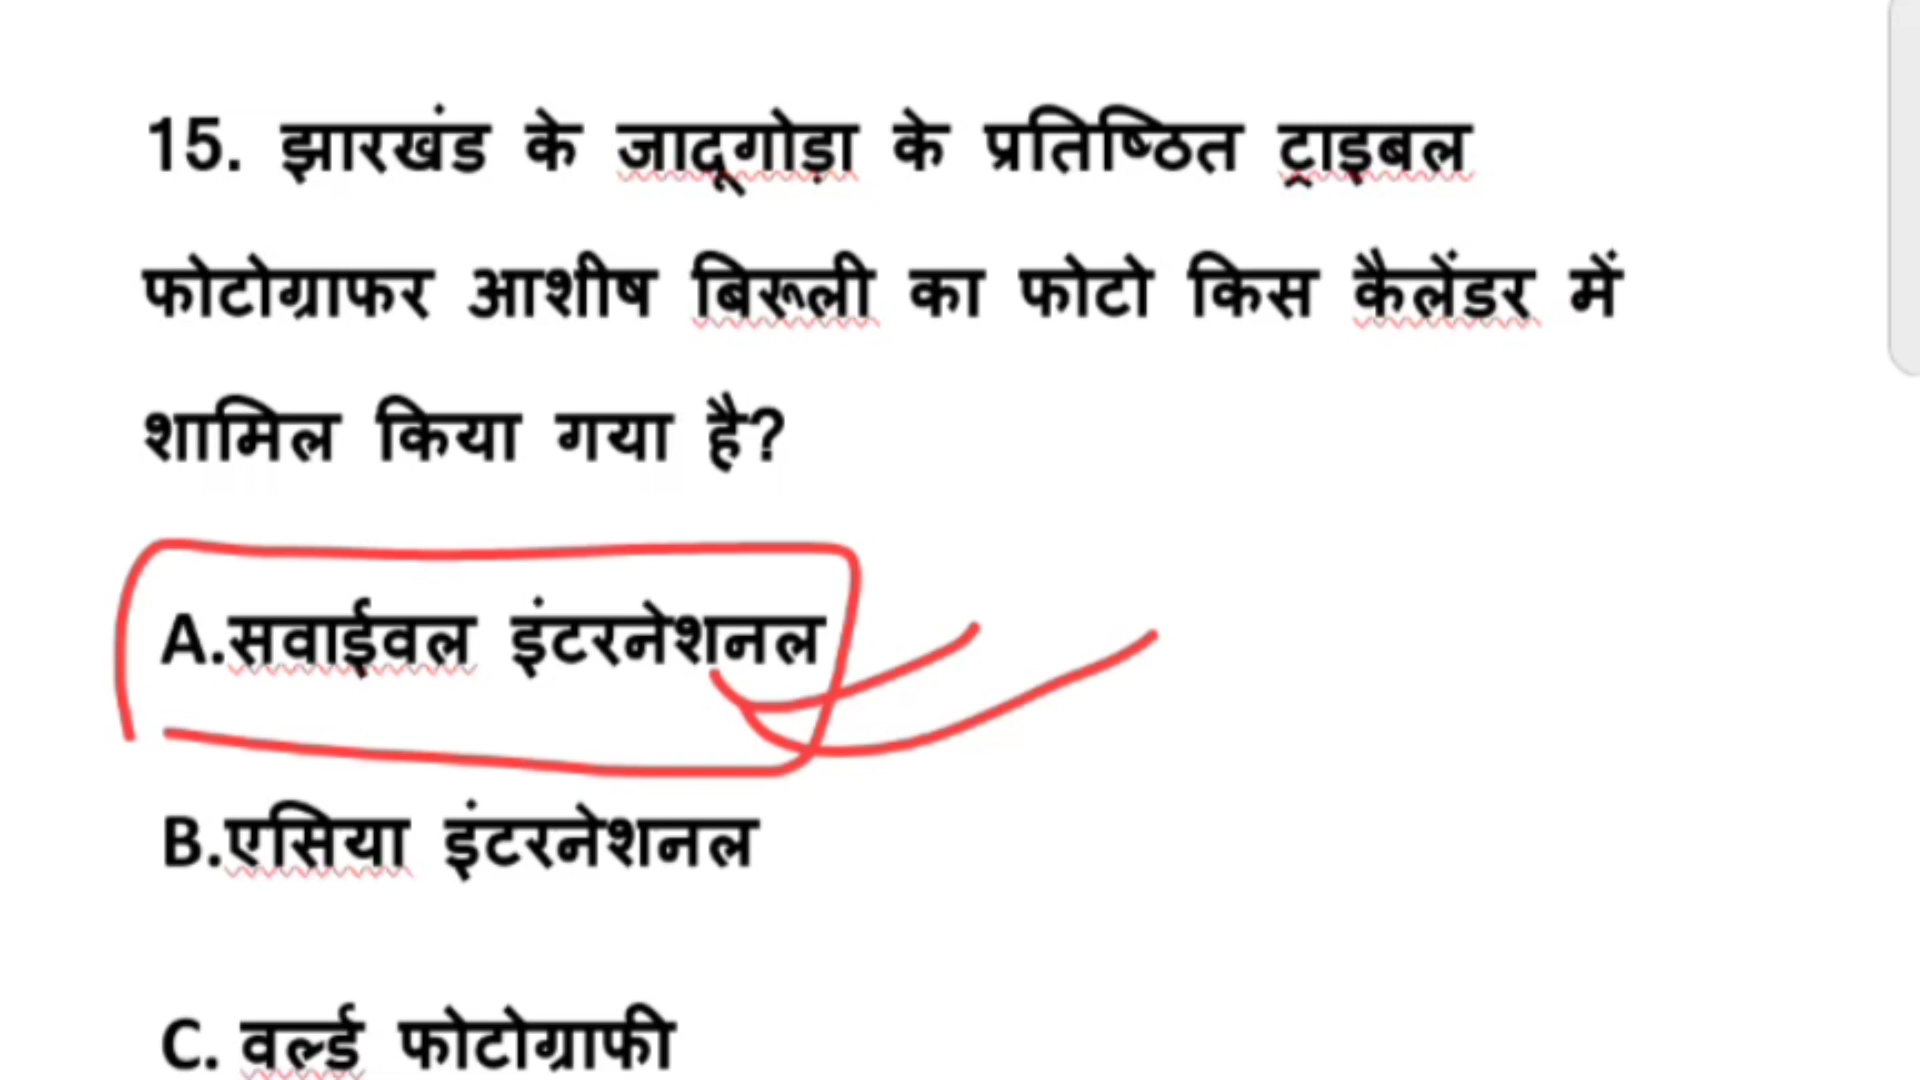 15. झारखंड के जादूगोड़ा के प्रतिष्ठित ट्राइबल
फोटोग्राफर आशीष बिरूली का फोटो किस कैलेंडर में
शामिल किया गया है?
A.सवाईवल इंटरनेशनल
B.एसिया इंटरनेशनल
C. वर्ल्ड फोटोग्राफी